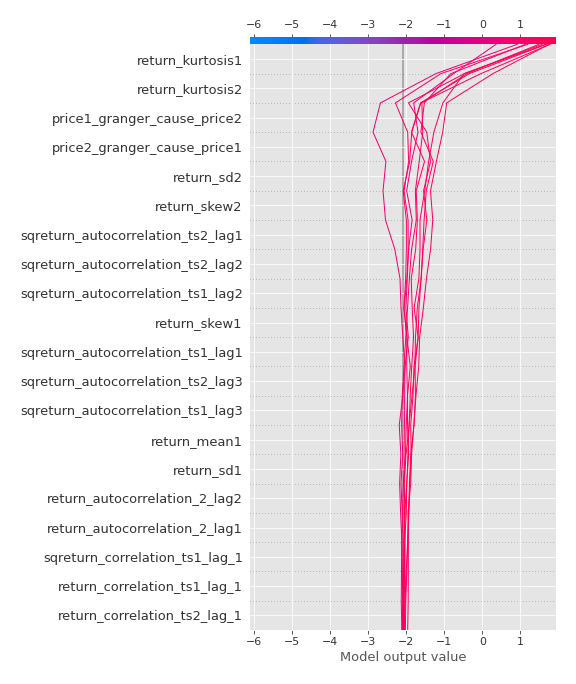 −6 −5 −4 −3 −2 −1 0 1
return_kurtosis1
return_kurtosis2
price1_granger_cause_price2
price2_granger_cause_price1
return_sd2
return_skew2
sqreturn_autocorrelation_ts2_lag1
sqreturn_autocorrelation_ts2_lag2
sqreturn_autocorrelation_ts1_lag2
return_skew1
sqreturn_autocorrelation_ts1_lag1
sqreturn_autocorrelation_ts2_lag3
sqreturn_autocorrelation_ts1_lag3
return_mean1
return_sd1
return_autocorrelation_2_lag2
return_autocorrelation_2_lag1
sqreturn_correlation_ts1_lag_1
return_correlation_ts1_lag_1
return_correlation_ts2_lag_1
−6 −5 −4 −3 −2 −1 0 1
Model output value